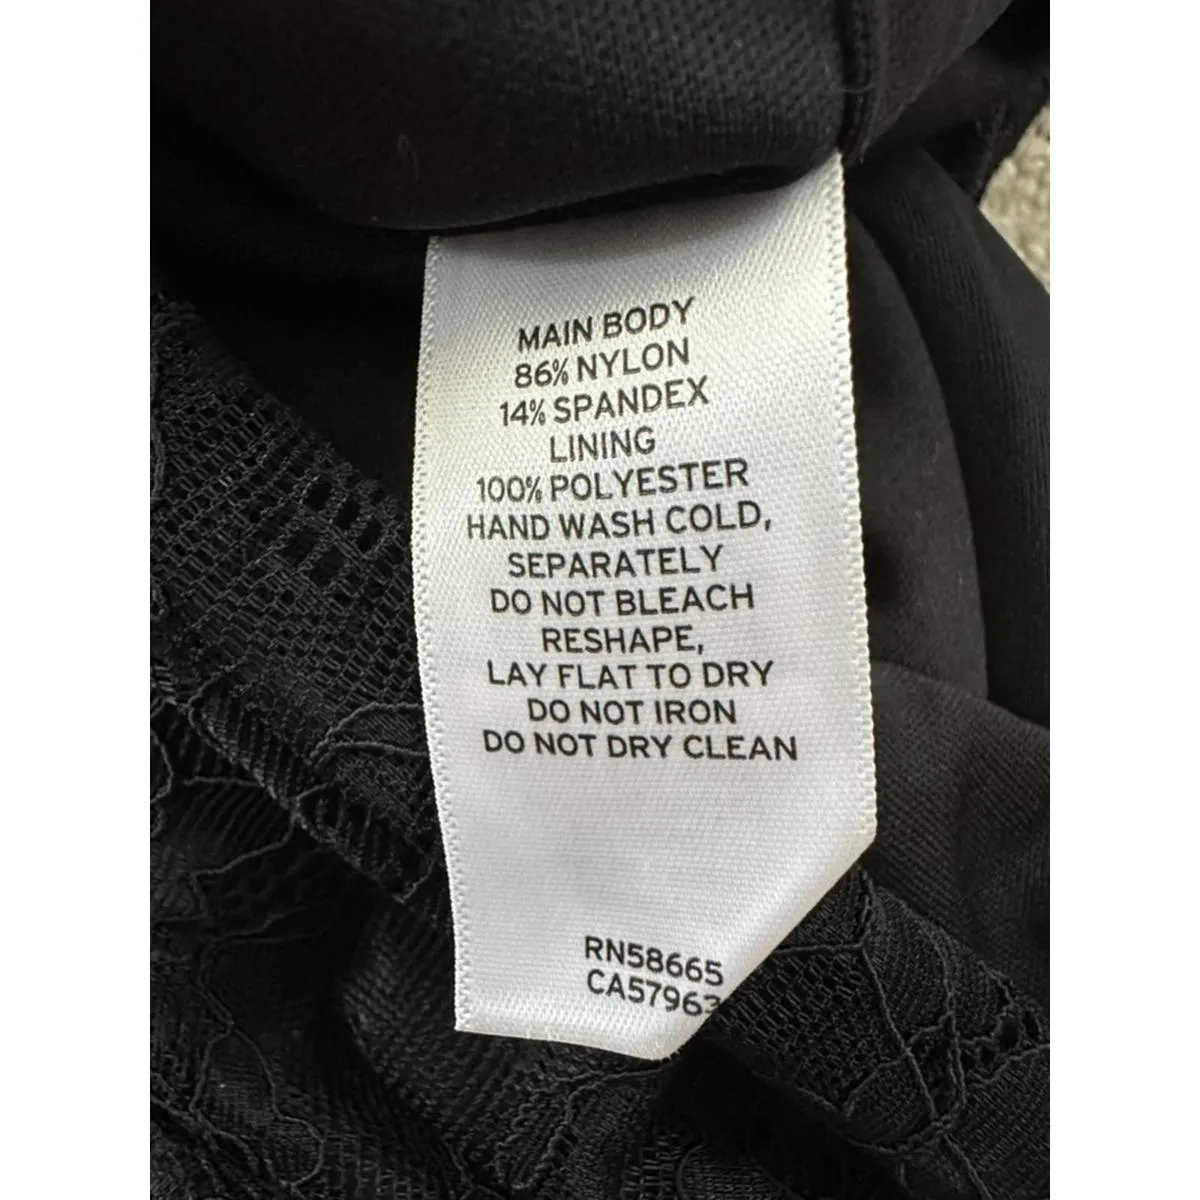 MAIN BODY
86% NYLON
14% SPANDEX
LINING
100% POLYESTER
HAND WASH COLD,
SEPARATELY
DO NOT BLEACH
RESHAPE,
LAY FLAT TO DRY
DO NOT IRON
DO NOT DRY CLEAN
RN58665
CA57963